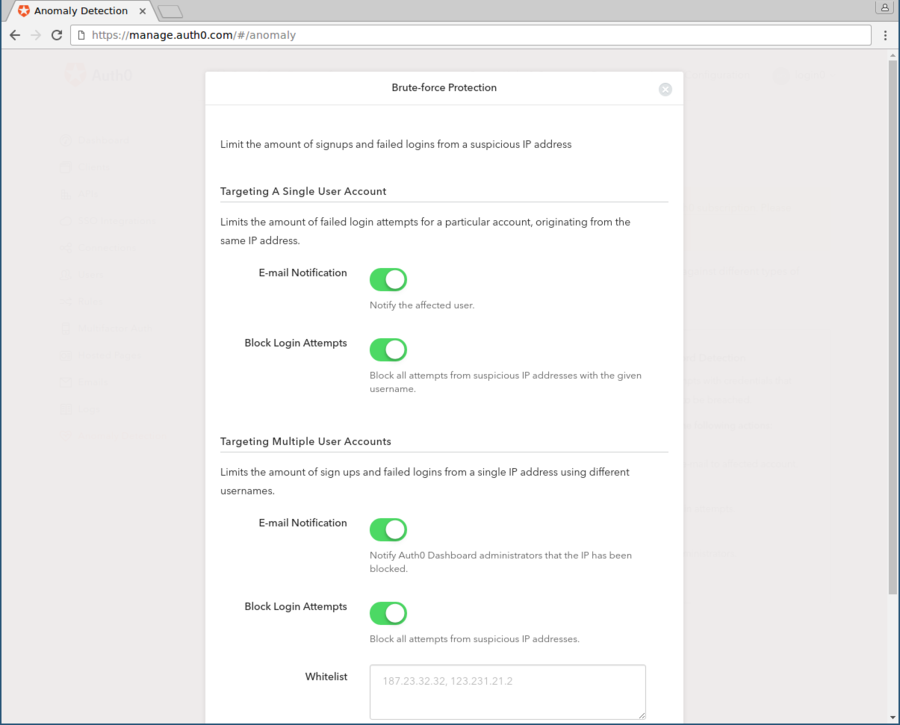 Anomaly Detection
https://manage.auth0.com/#/anomaly
Brute-force Protection
Limit the amount of signups and failed logins from a suspicious IP address
Targeting A Single User Account
Limits the amount of failed login attempts for a particular account, originating from the
same IP address.
E-mail Notification
Notify the affected user.
Block Login Attempts
Block all attempts from suspicious IP addresses with the given
username.
Targeting Multiple User Accounts
Limits the amount of sign ups and failed logins from a single IP address using different
usernames.
E-mail Notification
Notify Auth0 Dashboard administrators that the IP has been
blocked.
Block Login Attempts
Block all attempts from suspicious IP addresses.
Whitelist
187.23.32.32, 123.231.21.2